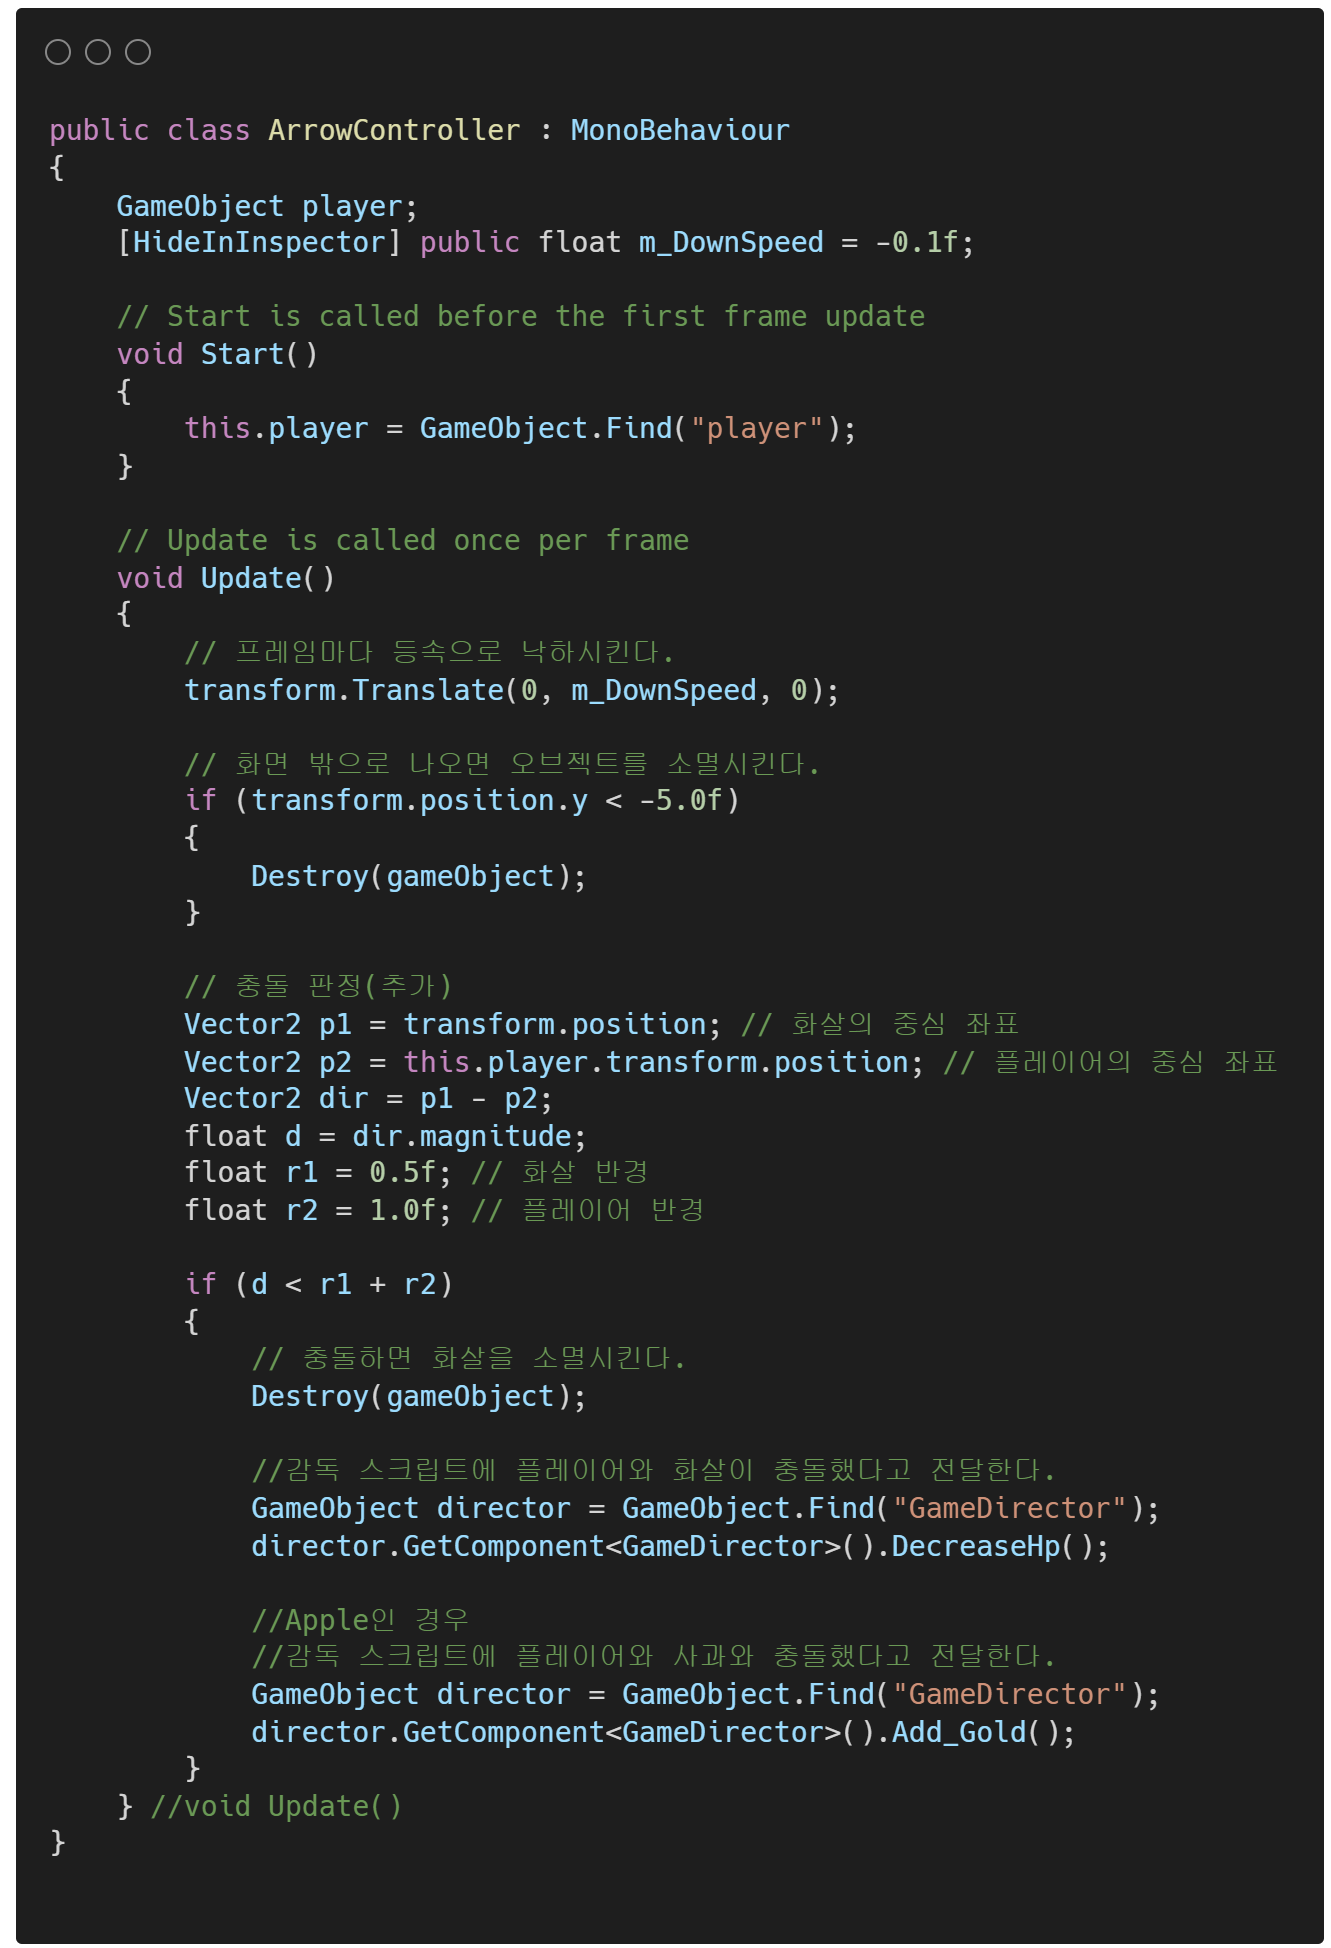 public class ArrowController : MonoBehaviour
{
    GameObject player;
    [HideInInspector] public float m_DownSpeed = -0.1f;
    // Start is called before the first frame update
    void Start()
    {
        this.player = GameObject.Find("player");
    }
    // Update is called once per frame
    void Update()
    {
        // 프레임마다 등속으로 낙하시킨다.
        transform.Translate(0, m_DownSpeed, 0);
        // 화면 밖으로 나오면 오브젝트를 소멸시킨다.
        if (transform.position.y < -5.0f)
        {
            Destroy(gameObject);
        }
        // 충돌 판정(추가)
        Vector2 p1 = transform.position; // 화살의 중심 좌표
        Vector2 p2 = this.player.transform.position; // 플레이어의 중심 좌표
        Vector2 dir = p1 - p2;
        float d = dir.magnitude;
        float r1 = 0.5f; // 화살 반경
        float r2 = 1.0f; // 플레이어 반경
        if (d < r1 + r2)
        {
            // 충돌하면 화살을 소멸시킨다.
            Destroy(gameObject);
            //감독 스크립트에 플레이어와 화살이 충돌했다고 전달한다.
            GameObject director = GameObject.Find("GameDirector");
            director.GetComponent<GameDirector>().DecreaseHp();
            //Apple인 경우
            //감독 스크립트에 플레이어와 사과와 충돌했다고 전달한다.
            GameObject director = GameObject.Find("GameDirector");
            director.GetComponent<GameDirector>().Add_Gold();
        }
    } //void Update()
}